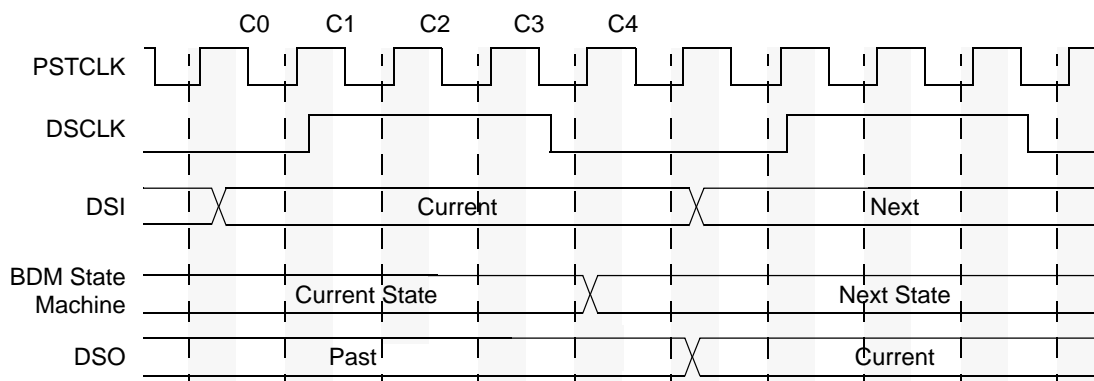 C0 C1 C2 C3 C4
PSTCLK
DSCLK
DSI Current Next
BDM State
Machine Current State Next State
DSO Past Current